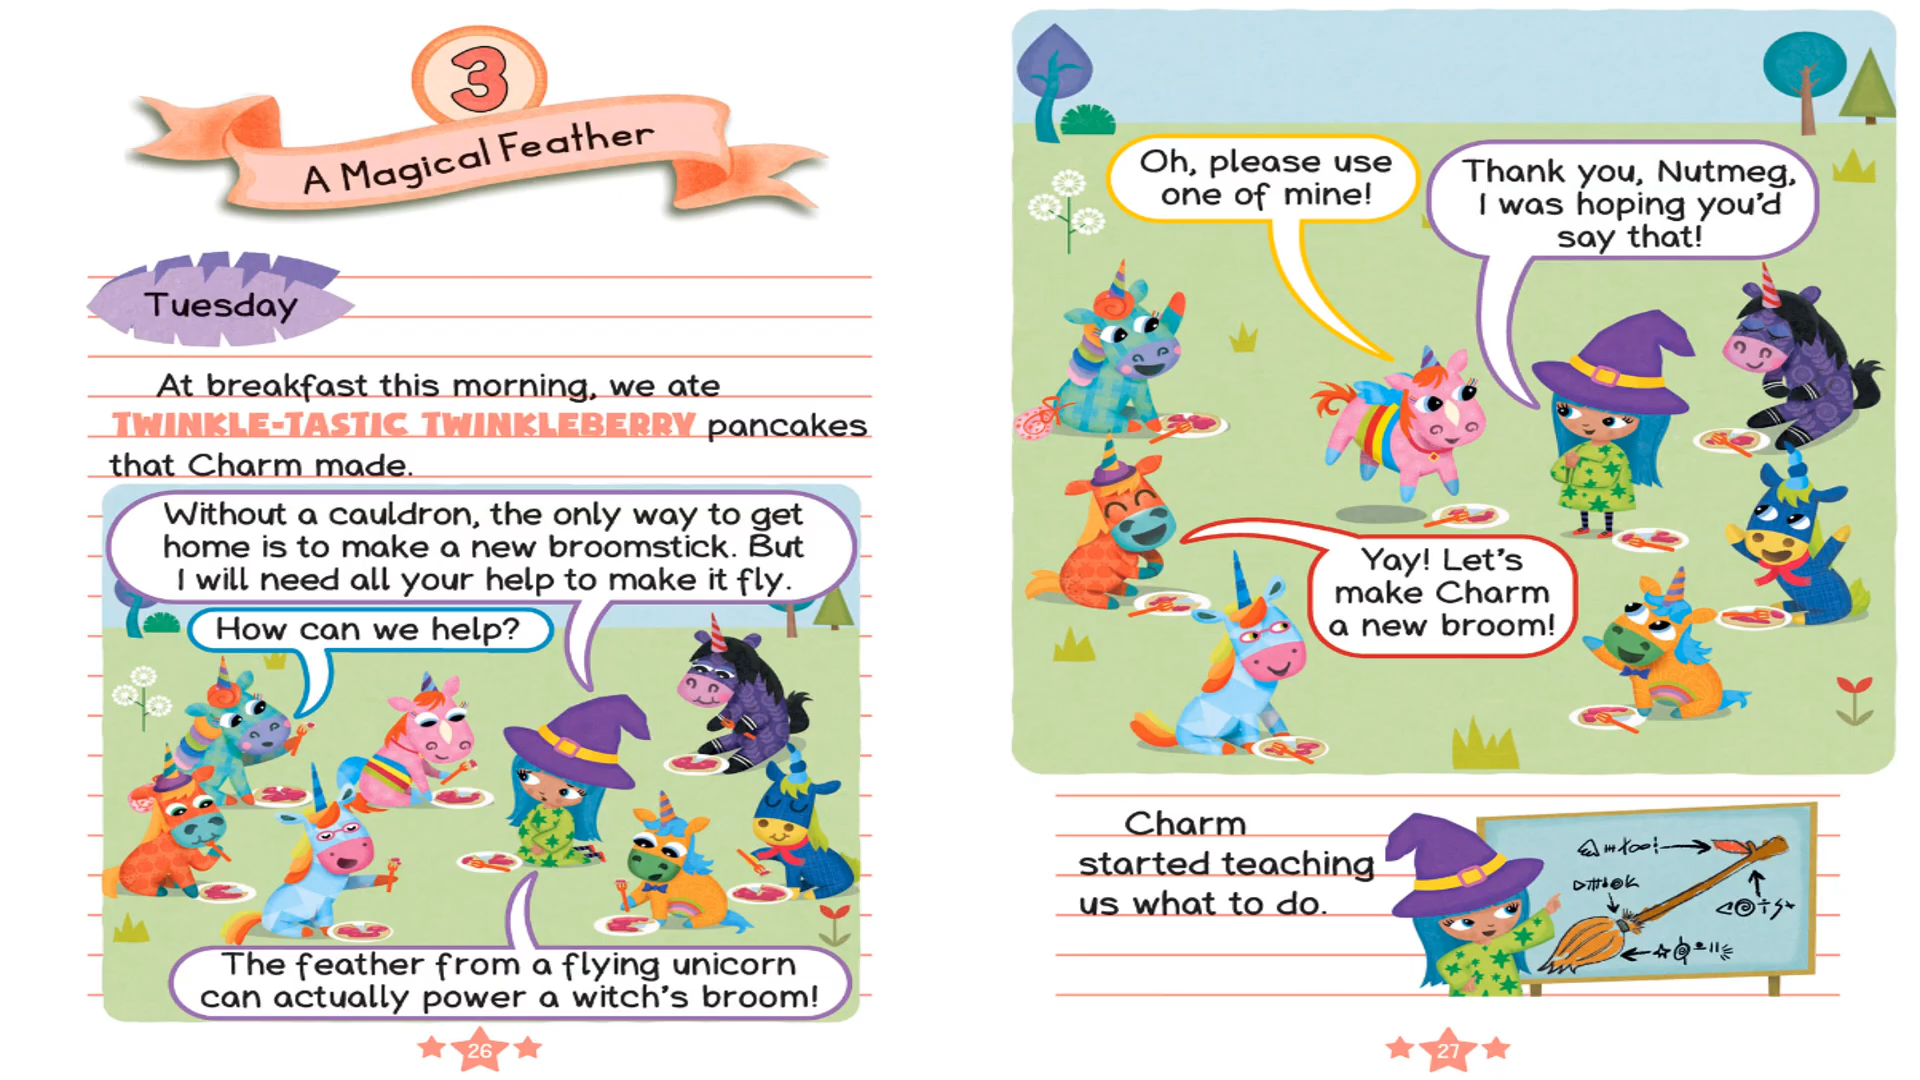 3
A Magical Feather
Tuesday
At breakfast this morning, we ate
TWINKLE-TASTIC TWINKLEBERRY pancakes
that Charm made.
Without a cauldron, the only way to get
home is to make a new broomstick. But
I will need all your help to make it fly.
How can we help?
The feather from a flying unicorn
can actually power a witch's broom!
26
Oh, please use
one of mine!
Thank you, Nutmeg,
I was hoping you'd
say that!
Yay! Let's
make Charm
a new broom!
Charm
started teaching
us what to do.
27